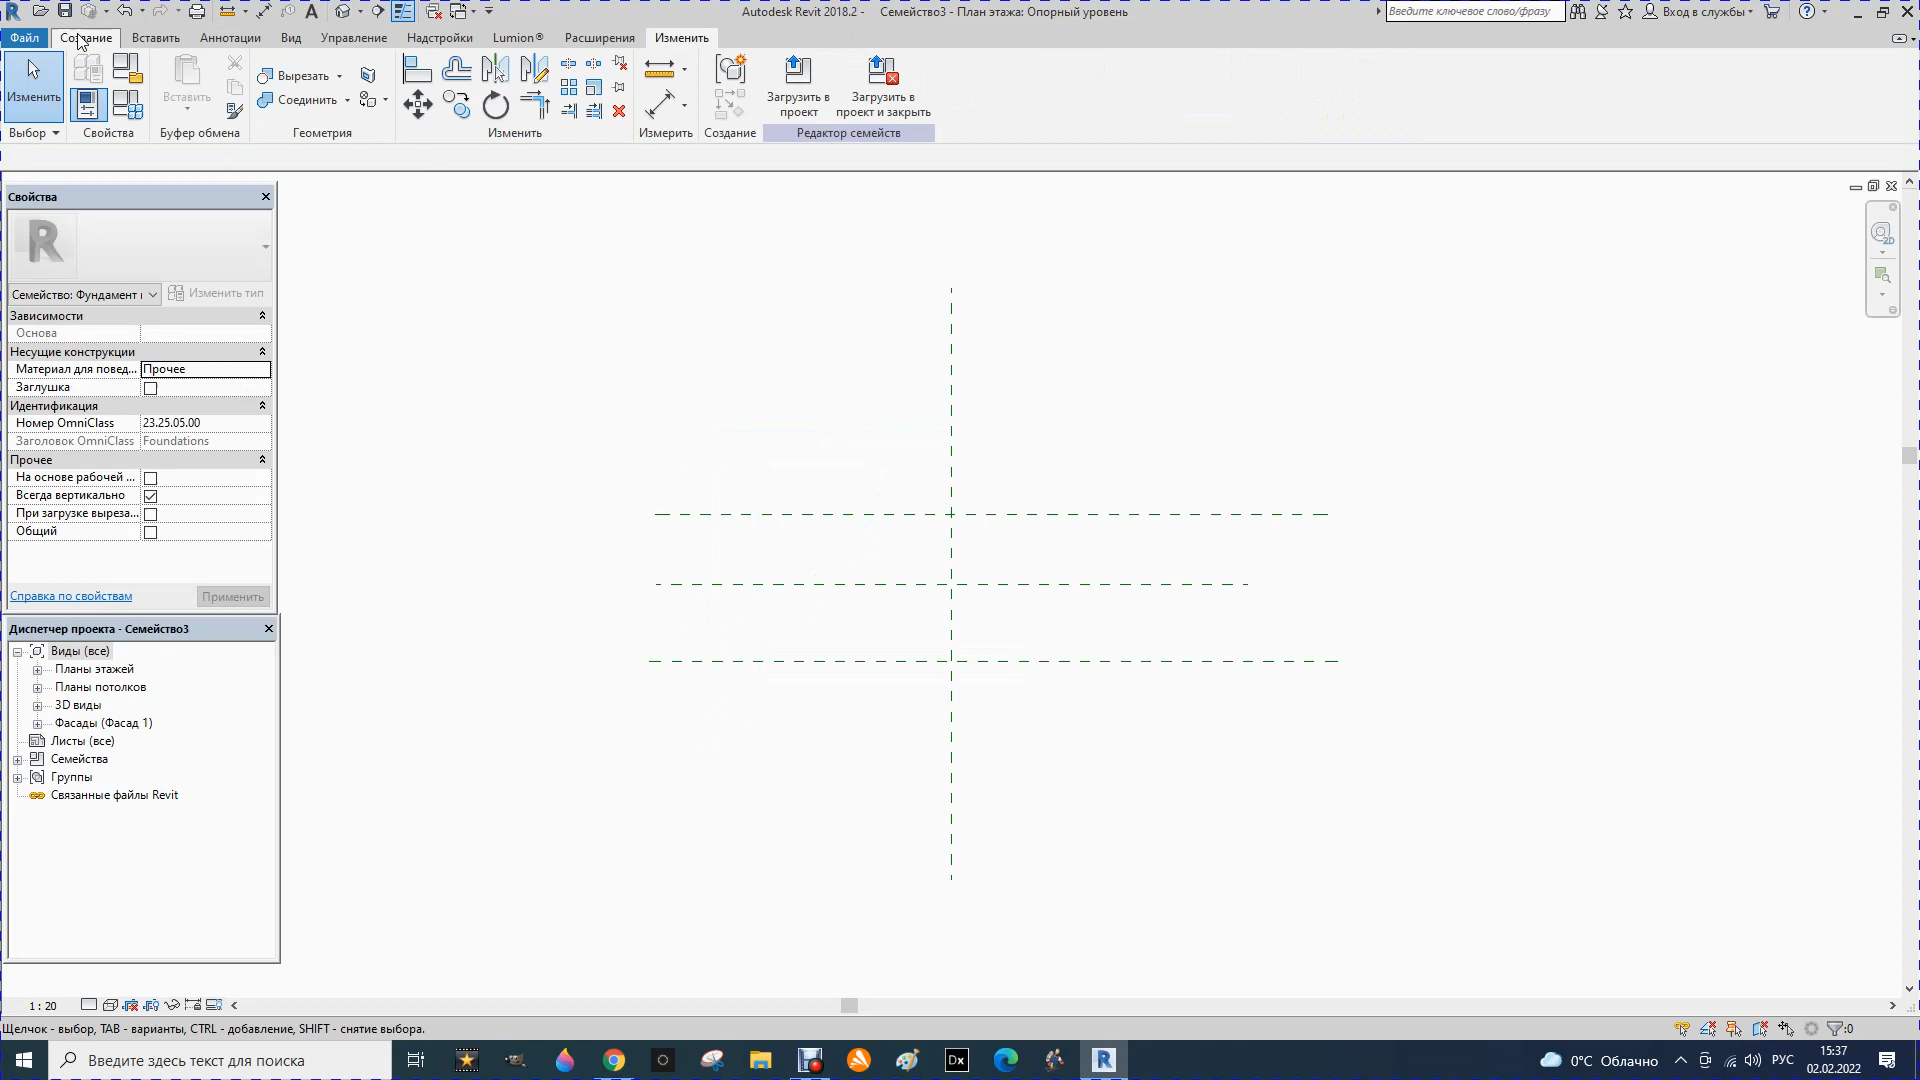 Autodesk Revit 2018.2 - Семейство3 - План этажа: Опорный уровень
Введите ключевое слово/фразу
Вход в службы
Файл Создание Вставить Аннотации Вид Управление Надстройки Lumion® Расширения Изменить
Изменить
Вставить
Вырезать
Соединить
Загрузить в проект
Загрузить в проект и закрыть
Выбор Свойства Буфер обмена Геометрия Изменить Измерить Создание Редактор семейств
Свойства
R
Семейство: Фундамент
Изменить тип
Зависимости
Основа
Несущие конструкции
Материал для повед... Прочее
Заглушка
Идентификация
Номер OmniClass 23.25.05.00
Заголовок OmniClass Foundations
Прочее
На основе рабочей ...
Всегда вертикально
При загрузке выреза...
Общий
Справка по свойствам
Применить
Диспетчер проекта - Семейство3
Виды (все)
Планы этажей
Планы потолков
3D виды
Фасады (Фасад 1)
Листы (все)
Семейства
Группы
Связанные файлы Revit
2D
1 : 20
Щелчок - выбор, TAB - варианты, CTRL - добавление, SHIFT - снятие выбора.
:0
Введите здесь текст для поиска
Dx
R
0°C Облачно
РУС
15:37
02.02.2022